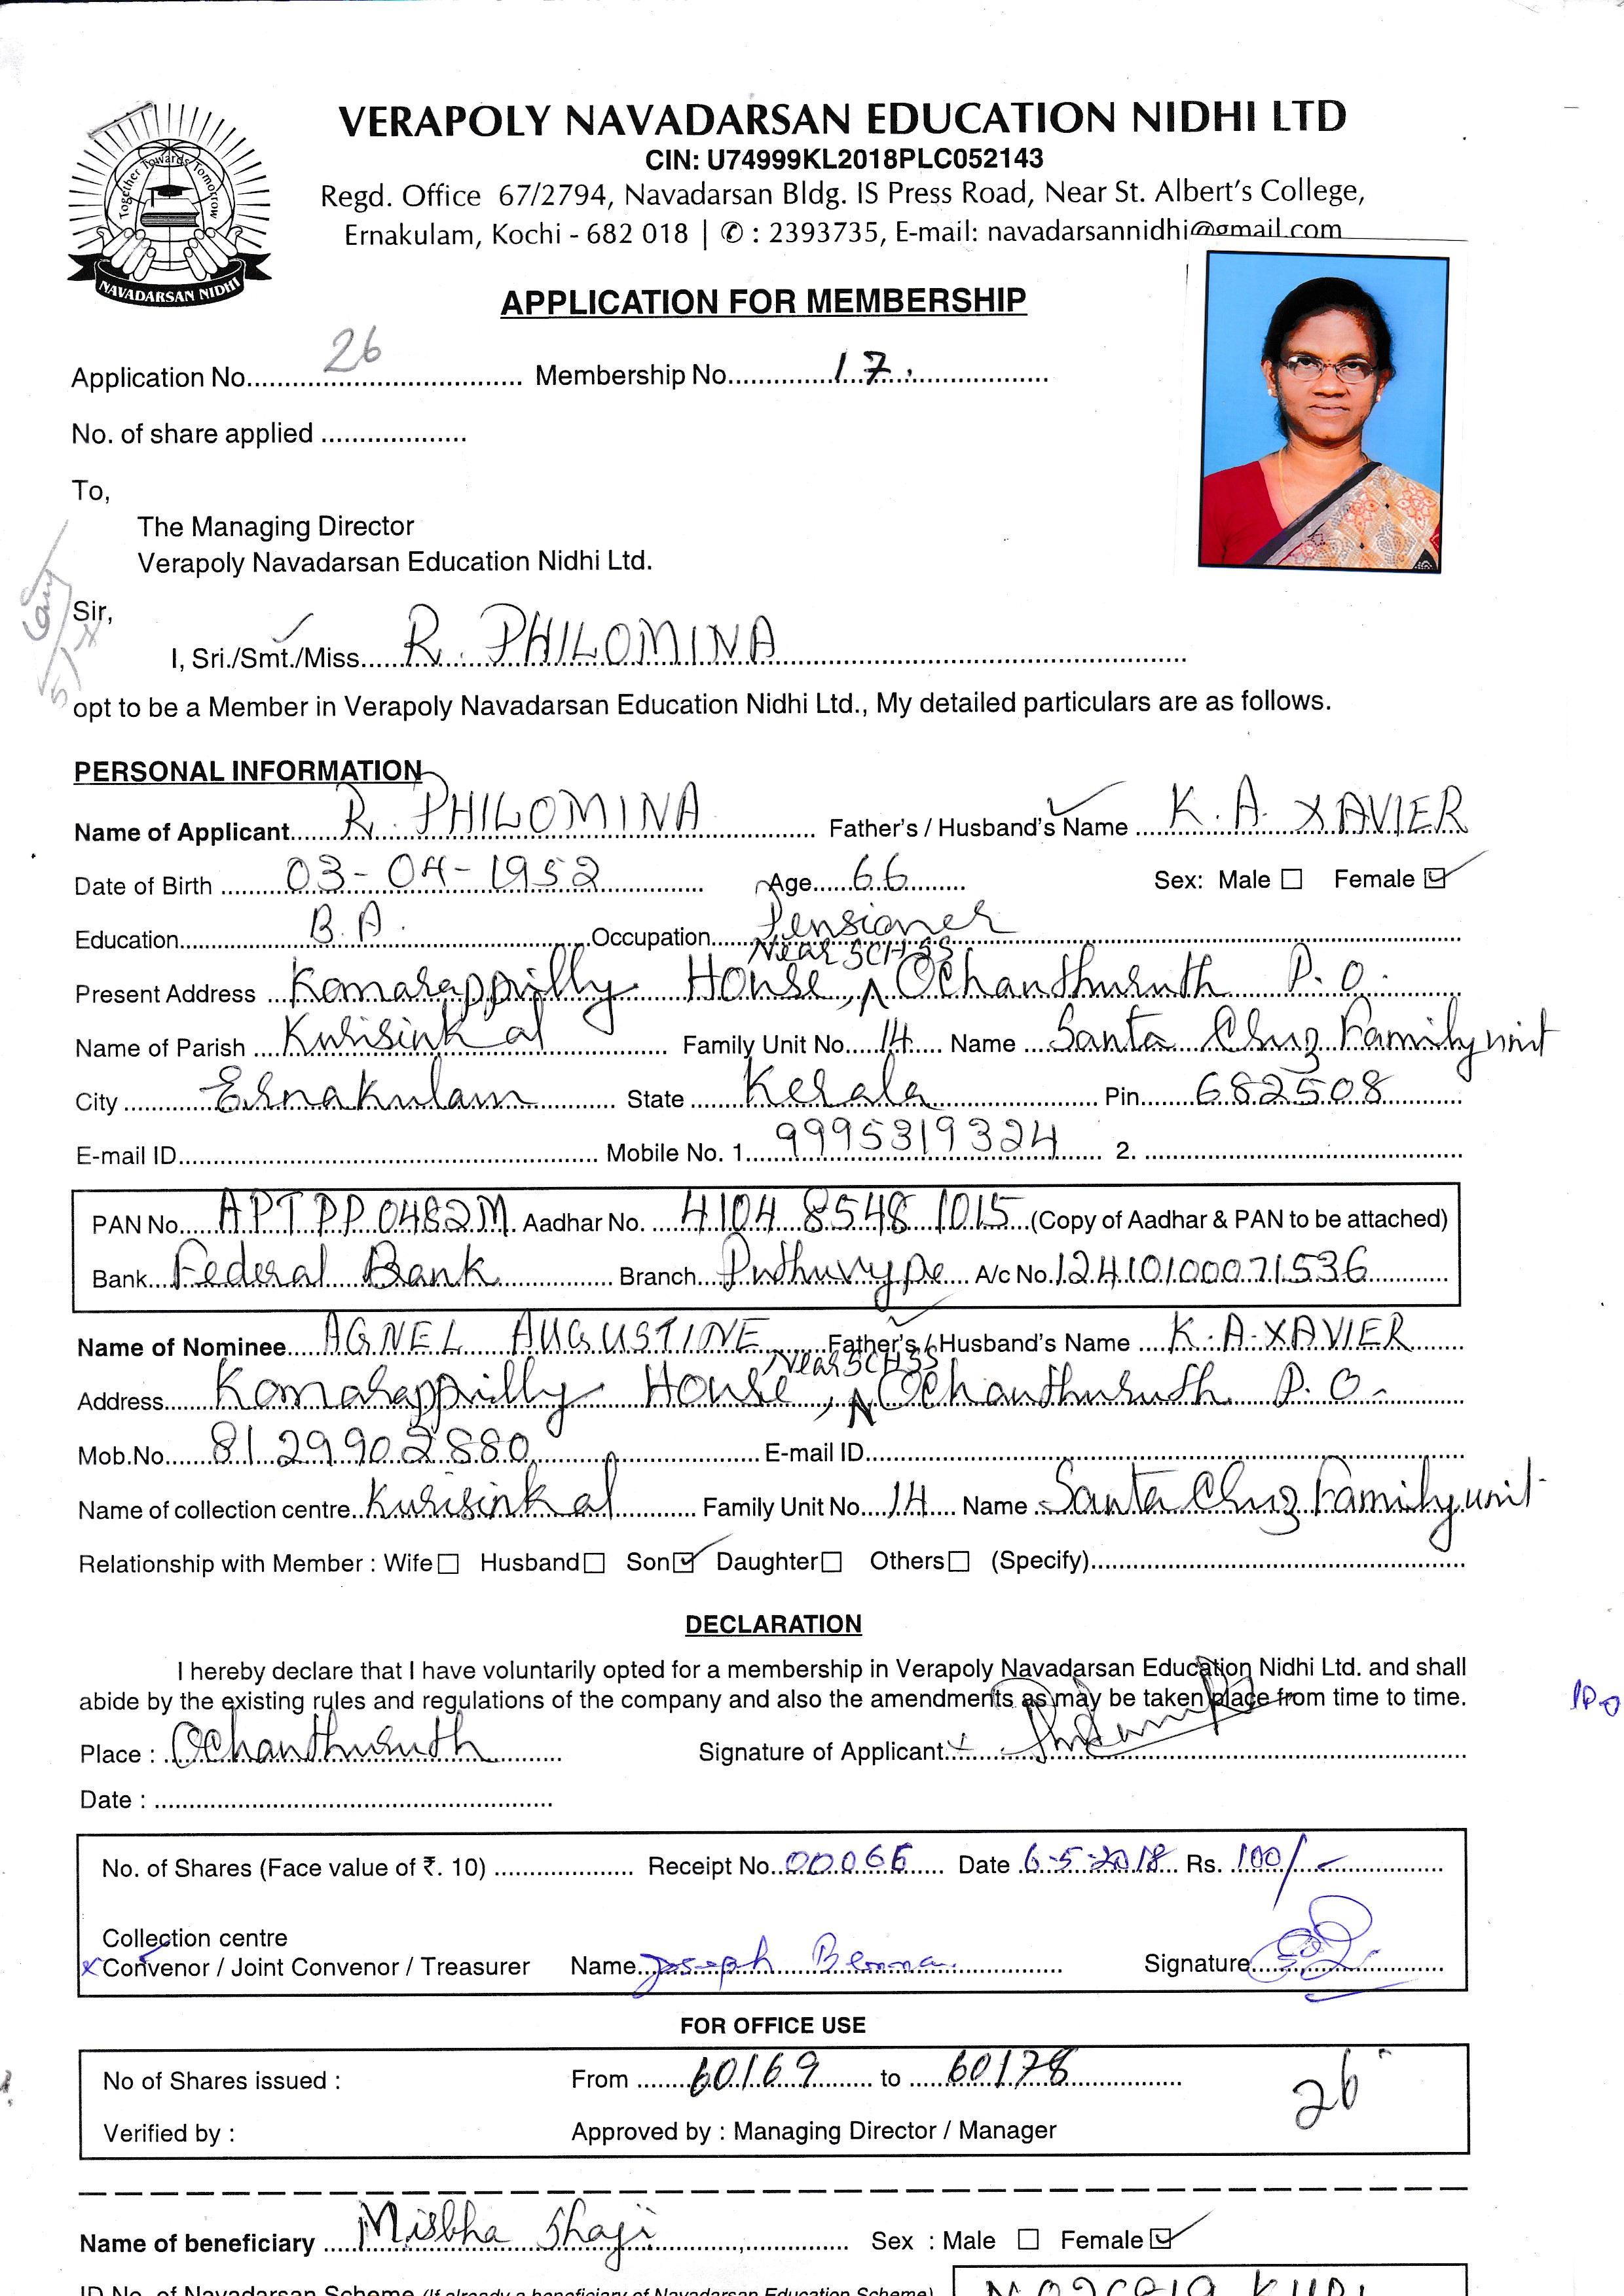 VERAPOLY NAVADARSAN EDUCATION NIDHI LTD
CIN: U74999KL2018PLC052143
Regd. Office 67/2794, Navadarsan Bldg. IS Press Road, Near St. Albert's College,
Ernakulam, Kochi - 682 018 | ✆ : 2393735, E-mail: navadarsannidhi@gmail.com
Together Towards Tomorrow
NAVADARSAN NIDHI
APPLICATION FOR MEMBERSHIP
Application No. 26 Membership No. 17.
No. of share applied ...................
To,
The Managing Director
Verapoly Navadarsan Education Nidhi Ltd.
Sir,
I, Sri./Smt./Miss. R. PHILOMINA
opt to be a Member in Verapoly Navadarsan Education Nidhi Ltd., My detailed particulars are as follows.
PERSONAL INFORMATION
Name of Applicant R. PHILOMINA Father's / Husband's Name K. A. XAVIER
Date of Birth 03-04-1952 Age 66 Sex: Male ☐ Female ☑
Education B.A. Occupation Pensioner
Near SCHSS
Present Address Komarappilly House, ∧ Ochanthuruth P.O.
Name of Parish Kurisinkal Family Unit No. 14 Name Santa Cruz Family unit
City Ernakulam State Kerala Pin 682508
E-mail ID Mobile No. 1. 9995319324 2.
PAN No. APTPP0482M Aadhar No. 4104 8548 1015 (Copy of Aadhar & PAN to be attached)
Bank Federal Bank Branch Puthuvype A/c No. 12410100071536
Name of Nominee AGNEL AUGUSTINE Father's / Husband's Name K.A. XAVIER
Near SCHSS
Address Komarappilly House, ∧ Ochanthuruth P.O.
Mob.No. 8129902880 E-mail ID
Name of collection centre Kurisinkal Family Unit No. 14 Name Santa Cruz Family unit
Relationship with Member : Wife ☐ Husband ☐ Son ☑ Daughter ☐ Others ☐ (Specify)
DECLARATION
I hereby declare that I have voluntarily opted for a membership in Verapoly Navadarsan Education Nidhi Ltd. and shall
abide by the existing rules and regulations of the company and also the amendments as may be taken place from time to time.
Place : Ochanthuruth Signature of Applicant
Date :
No. of Shares (Face value of ₹. 10) Receipt No. 00066 Date 6-5-2018 Rs. 100/-
Collection centre
Convenor / Joint Convenor / Treasurer Name Joseph Signature
FOR OFFICE USE
No of Shares issued : From 60169 to 60178 26
Verified by : Approved by : Managing Director / Manager
Name of beneficiary Misbha Shaji Sex : Male ☐ Female ☑
ID No. of Navadarsan Scheme (If already a beneficiary of Navadarsan Education Scheme)